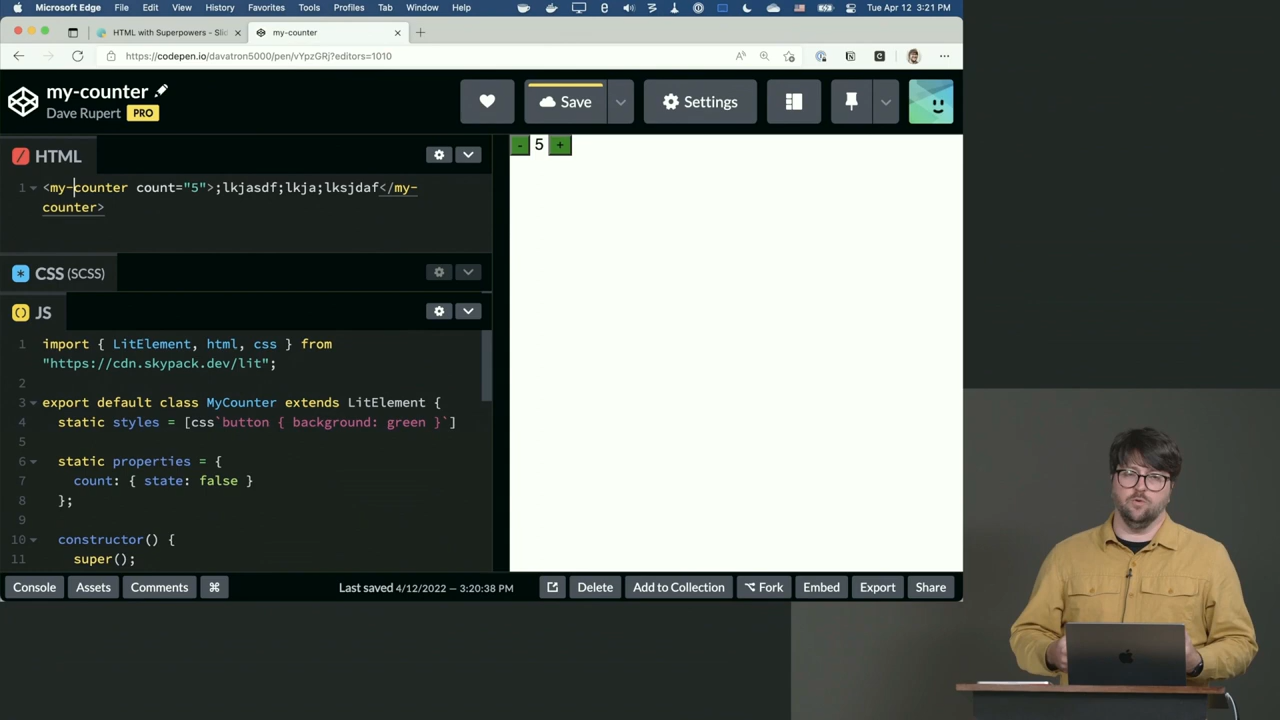 Microsoft Edge File Edit View History Favorites Tools Profiles Tab Window Help Tue Apr 12 3:21 PM
HTML with Superpowers - Slid my-counter
https://codepen.io/davatron5000/pen/vYpzGRj?editors=1010
my-counter
Dave Rupert PRO
Save Settings
HTML
1 <my-counter count="5">;lkjasdf;lkja;lksjdaf</my-
counter>
CSS (SCSS)
JS
1 import { LitElement, html, css } from
"https://cdn.skypack.dev/lit";
2
3 export default class MyCounter extends LitElement {
4 static styles = [css`button { background: green }`]
5
6 static properties = {
7 count: { state: false }
8 };
9
10 constructor() {
11 super();
- 5 +
Console Assets Comments ⌘ Last saved 4/12/2022 — 3:20:38 PM Delete Add to Collection Fork Embed Export Share